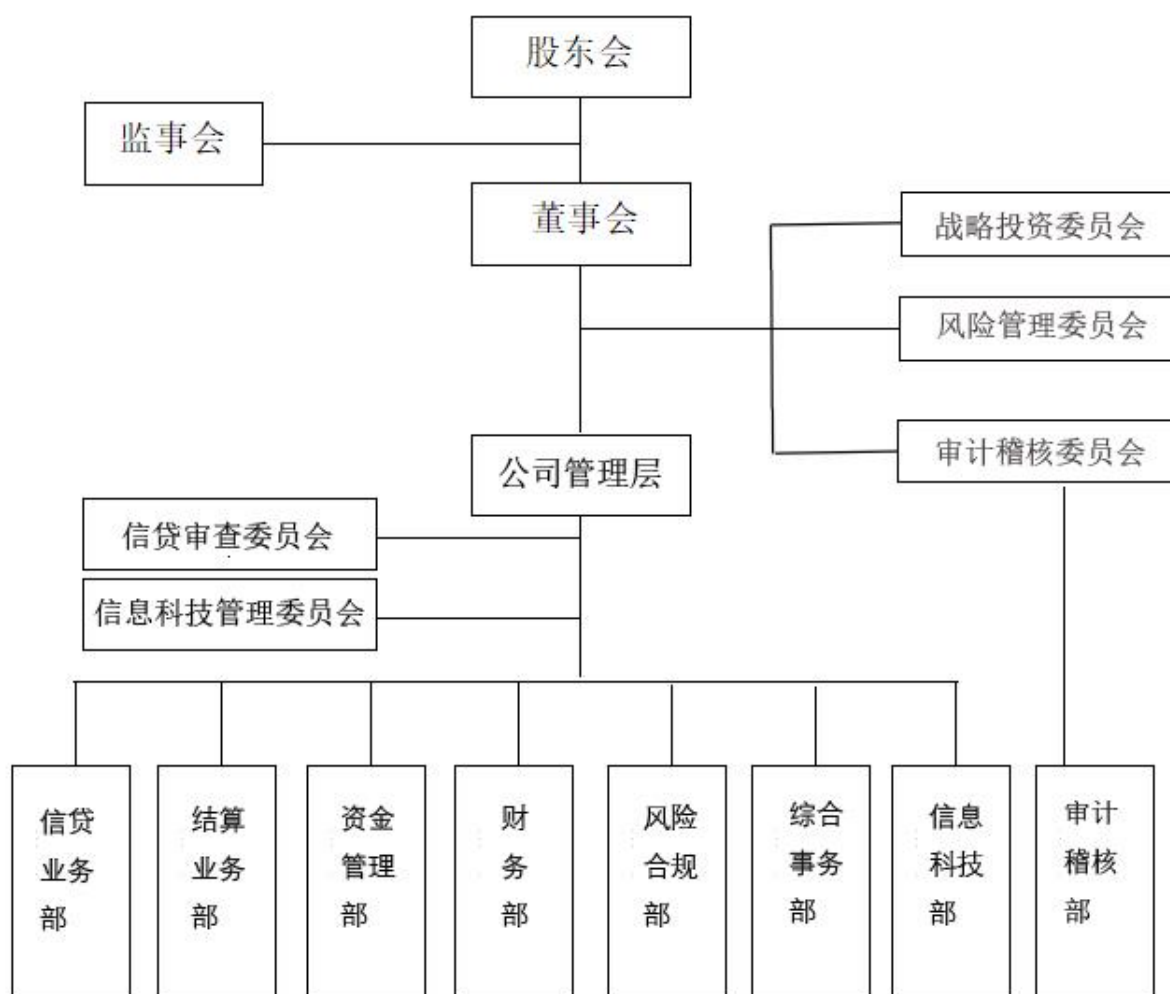 股东会
监事会
董事会
战略投资委员会
风险管理委员会
审计稽核委员会
公司管理层
信贷审查委员会
信息科技管理委员会
信贷
业务
部
结算
业务
部
资金
管理
部
财
务
部
风险
合规
部
综合
事务
部
信息
科技
部
审计
稽核
部